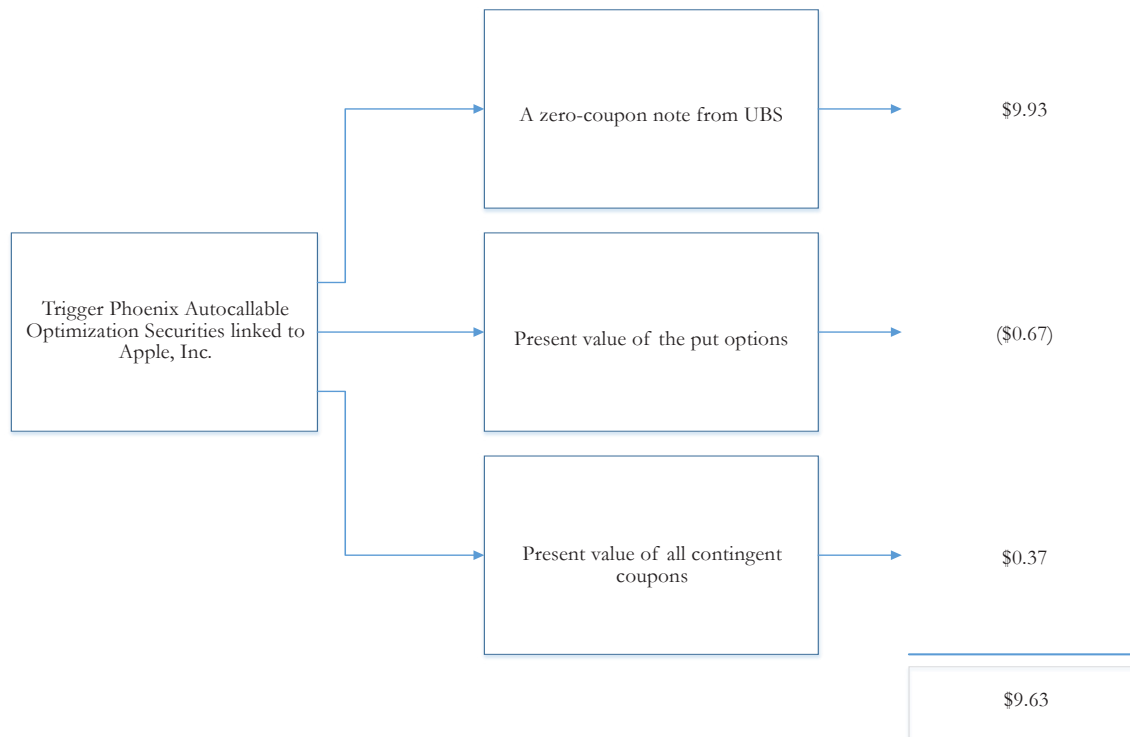 A zero-coupon note from UBS
$9.93
Trigger Phoenix Autocallable
Optimization Securities linked to
Apple, Inc.
Present value of the put options
($0.67)
Present value of all contingent
coupons
$0.37
$9.63